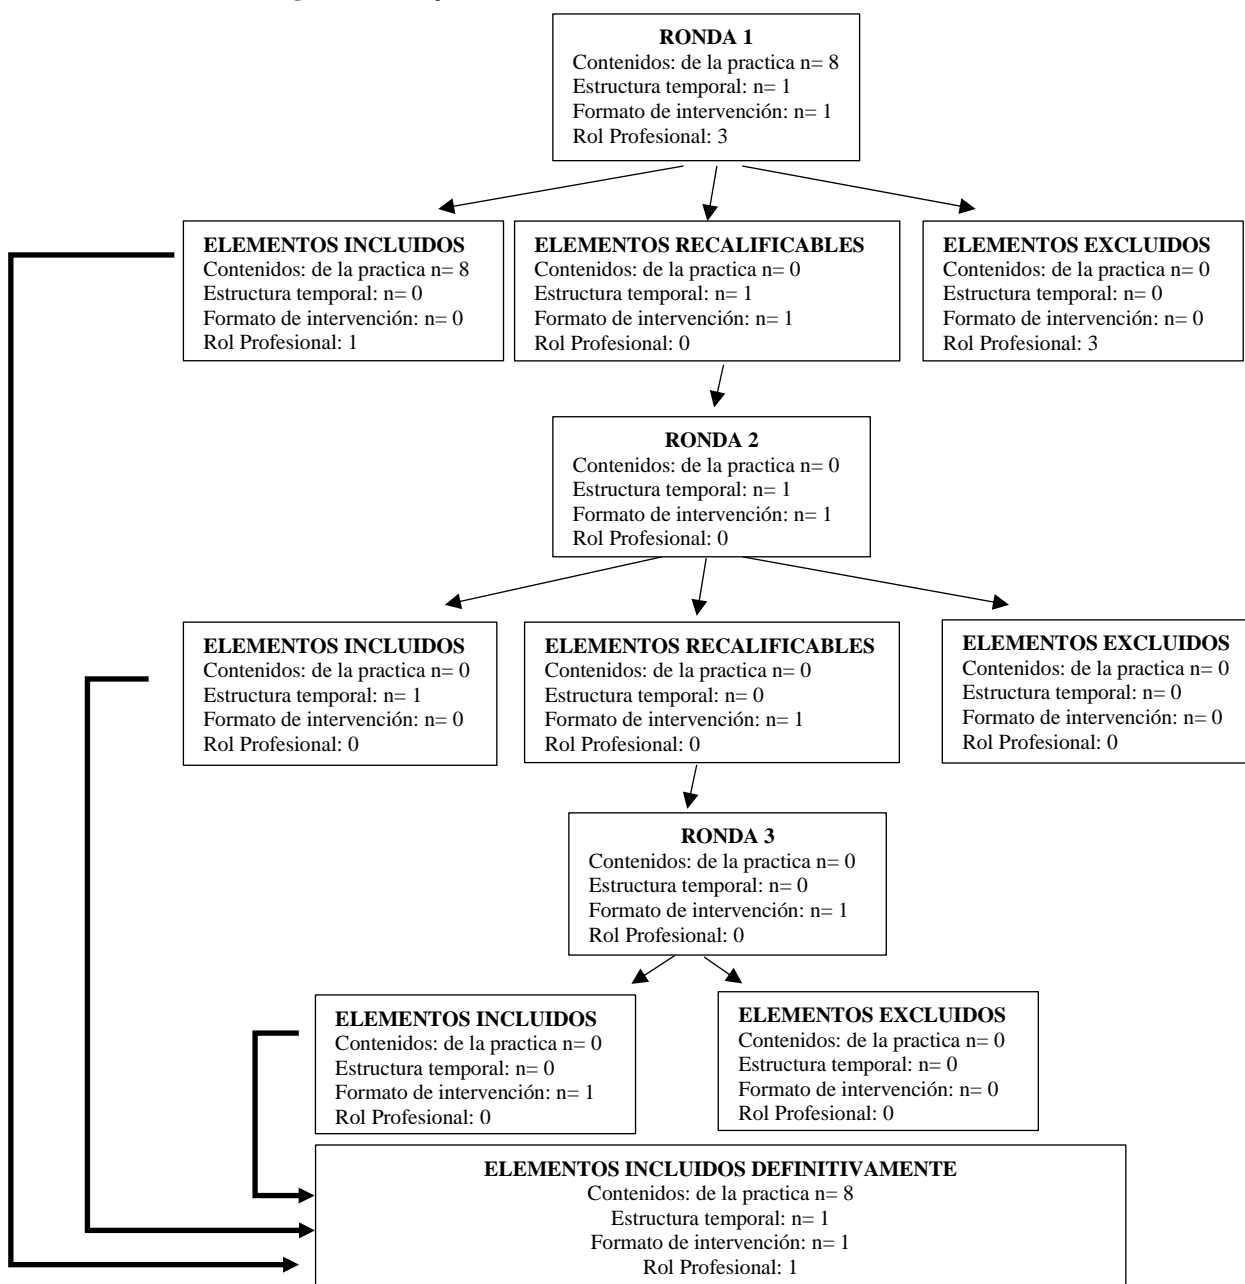 RONDA 1
Contenidos: de la practica n= 8
Estructura temporal: n= 1
Formato de intervención: n= 1
Rol Profesional: 3
ELEMENTOS INCLUIDOS
Contenidos: de la practica n= 8
Estructura temporal: n= 0
Formato de intervención: n= 0
Rol Profesional: 1
ELEMENTOS RECALIFICABLES
Contenidos: de la practica n= 0
Estructura temporal: n= 1
Formato de intervención: n= 1
Rol Profesional: 0
ELEMENTOS EXCLUIDOS
Contenidos: de la practica n= 0
Estructura temporal: n= 0
Formato de intervención: n= 0
Rol Profesional: 3
RONDA 2
Contenidos: de la practica n= 0
Estructura temporal: n= 1
Formato de intervención: n= 1
Rol Profesional: 0
ELEMENTOS INCLUIDOS
Contenidos: de la practica n= 0
Estructura temporal: n= 1
Formato de intervención: n= 0
Rol Profesional: 0
ELEMENTOS RECALIFICABLES
Contenidos: de la practica n= 0
Estructura temporal: n= 0
Formato de intervención: n= 1
Rol Profesional: 0
ELEMENTOS EXCLUIDOS
Contenidos: de la practica n= 0
Estructura temporal: n= 0
Formato de intervención: n= 0
Rol Profesional: 0
RONDA 3
Contenidos: de la practica n= 0
Estructura temporal: n= 0
Formato de intervención: n= 1
Rol Profesional: 0
ELEMENTOS INCLUIDOS
Contenidos: de la practica n= 0
Estructura temporal: n= 0
Formato de intervención: n= 1
Rol Profesional: 0
ELEMENTOS EXCLUIDOS
Contenidos: de la practica n= 0
Estructura temporal: n= 0
Formato de intervención: n= 0
Rol Profesional: 0
ELEMENTOS INCLUIDOS DEFINITIVAMENTE
Contenidos: de la practica n= 8
Estructura temporal: n= 1
Formato de intervención: n= 1
Rol Profesional: 1